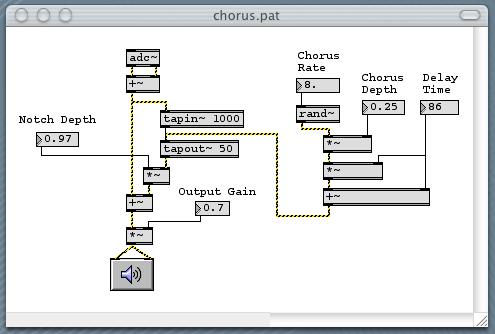 chorus.pat
adc~
+~
Chorus
Rate
8.
Chorus
Depth
0.25
Delay
Time
86
rand~
tapin~ 1000
Notch Depth
0.97
tapout~ 50
*~
*~
*~
Output Gain
0.7
+~
+~
*~